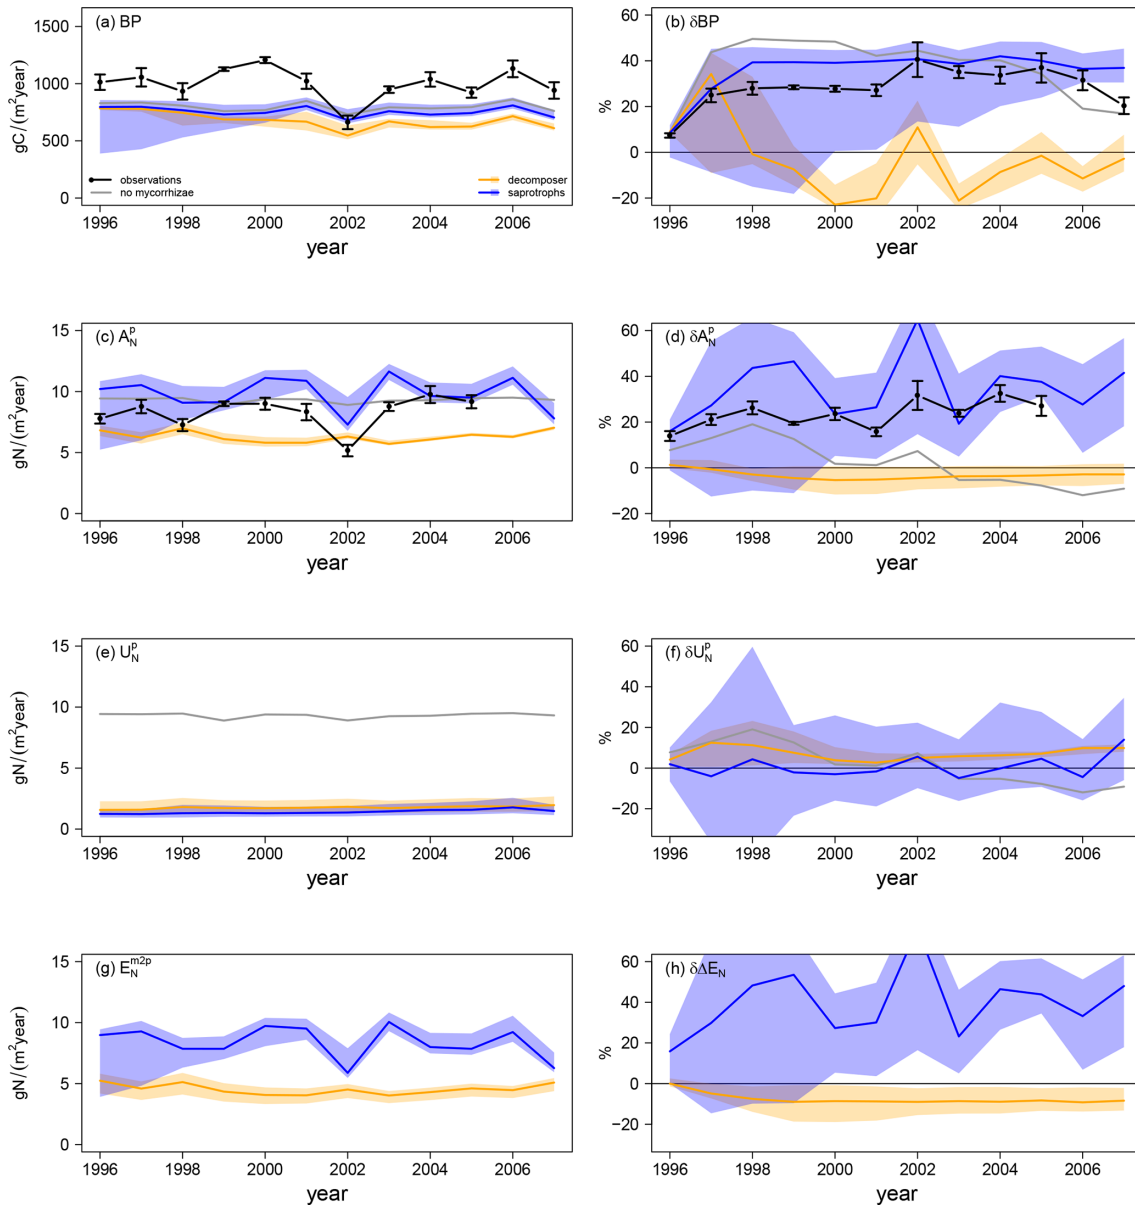 (a) BP
gC/(m²year)
1500
1000
500
0
observations
no mycorrhizae
decomposer
saprotrophs
1996 1998 2000 2002 2004 2006
year
(b) δBP
%
60
40
20
0
−20
1996 1998 2000 2002 2004 2006
year
(c) A_N^p
gN/(m²year)
15
10
5
0
1996 1998 2000 2002 2004 2006
year
(d) δA_N^p
%
60
40
20
0
−20
1996 1998 2000 2002 2004 2006
year
(e) U_N^p
gN/(m²year)
15
10
5
0
1996 1998 2000 2002 2004 2006
year
(f) δU_N^p
%
60
40
20
0
−20
1996 1998 2000 2002 2004 2006
year
(g) E_N^m2p
gN/(m²year)
15
10
5
0
1996 1998 2000 2002 2004 2006
year
(h) δΔE_N
%
60
40
20
0
−20
1996 1998 2000 2002 2004 2006
year